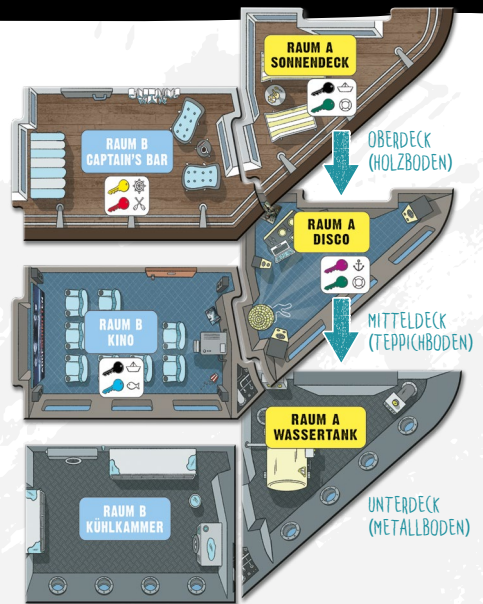 RAUM A
SONNENDECK
RAUM B
CAPTAIN'S BAR
OBERDECK
(HOLZBODEN)
RAUM A
DISCO
RAUM B
KINO
MITTELDECK
(TEPPICHBODEN)
RAUM A
WASSERTANK
RAUM B
KÜHLKAMMER
UNTERDECK
(METALLBODEN)